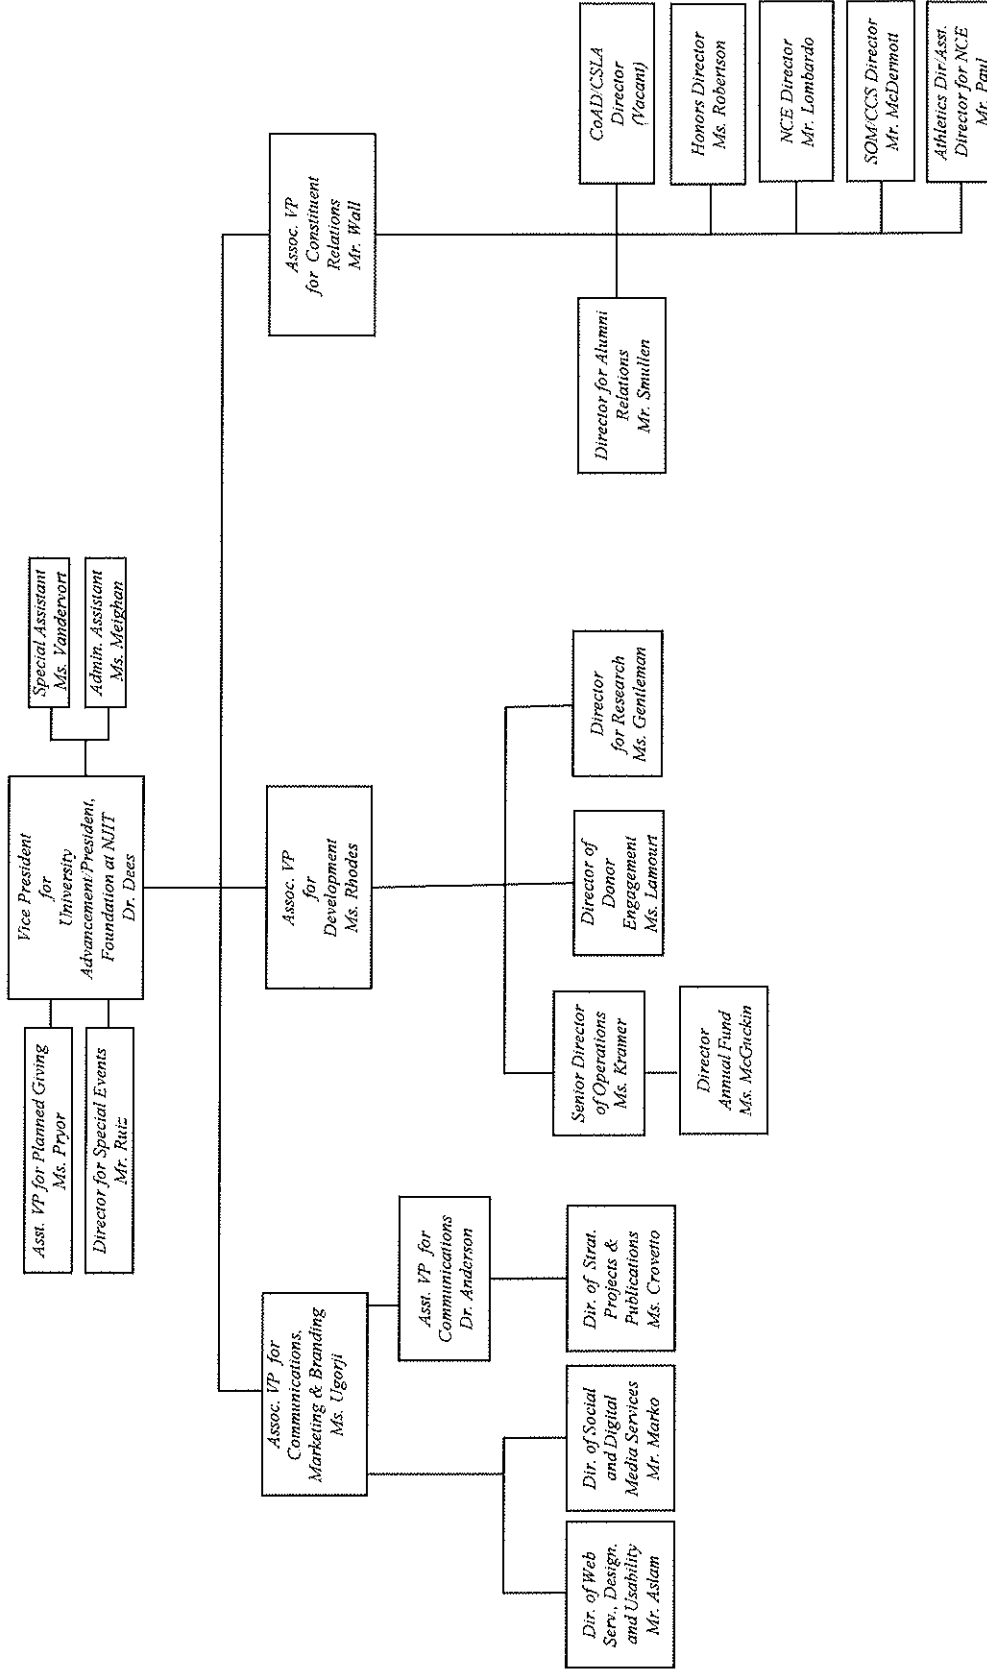 Vice President
for
University
Advancement/President,
Foundation at NJIT
Dr. Dees
Asst. VP for Planned Giving
Ms. Pryor
Director for Special Events
Mr. Ruiz
Special Assistant
Ms. Vandervort
Admin. Assistant
Ms. Meighan
Assoc. VP for
Communications,
Marketing & Branding
Ms. Ugorji
Asst. VP for
Communications
Dr. Anderson
Dir. of Web
Serv., Design,
and Usability
Mr. Aslam
Dir. of Social
and Digital
Media Services
Mr. Marko
Dir. of Strat.
Projects &
Publications
Ms. Crovetto
Assoc. VP
for
Development
Ms. Rhodes
Senior Director
of Operations
Ms. Kramer
Director
Annual Fund
Ms. McGuckin
Director of
Donor
Engagement
Ms. Lamourt
Director
for Research
Ms. Gentleman
Assoc. VP
for Constituent
Relations
Mr. Wall
Director for Alumni
Relations
Mr. Smullen
CoAD/CSLA
Director
(Vacant)
Honors Director
Ms. Robertson
NCE Director
Mr. Lombardo
SOM/CCS Director
Mr. McDermott
Athletics Dir/Asst.
Director for NCE
Mr. Paul